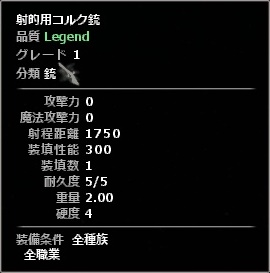 射的用コルク銃
品質 Legend
グレード 1
分類 銃
攻撃力 0
魔法攻撃力 0
射程距離 1750
装填性能 300
装填数 1
耐久度 5/5
重量 2.00
硬度 4
装備条件 全種族
全職業